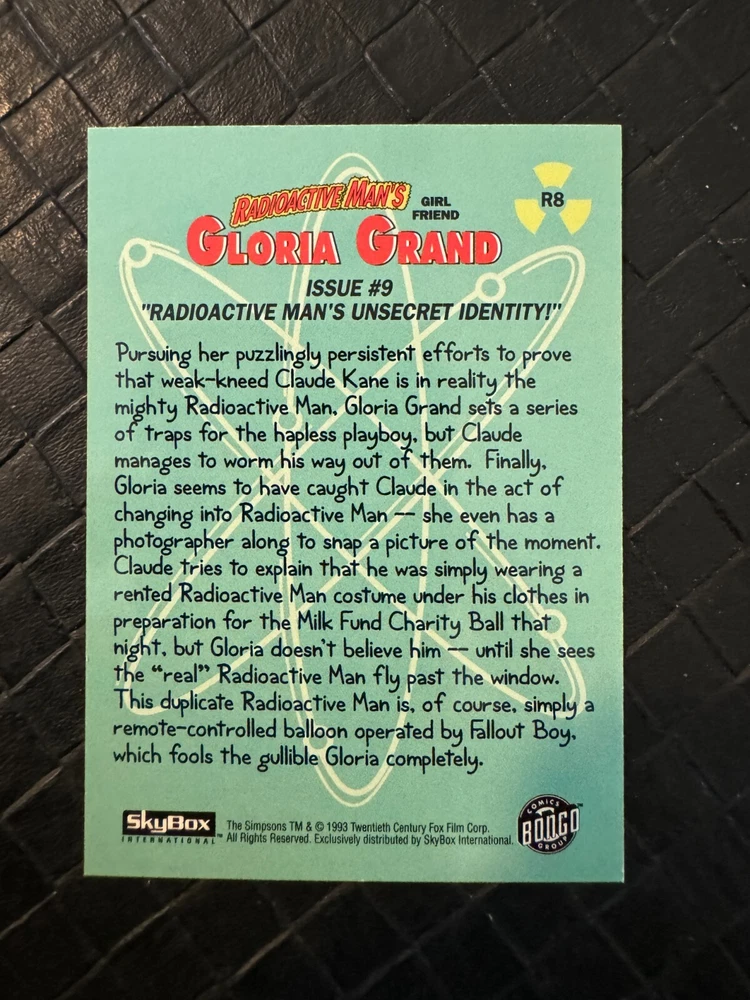 RADIOACTIVE MAN'S
GIRL
FRIEND
R8
GLORIA GRAND
ISSUE #9
"RADIOACTIVE MAN'S UNSECRET IDENTITY!"
Pursuing her puzzlingly persistent efforts to prove
that weak-kneed Claude Kane is in reality the
mighty Radioactive Man, Gloria Grand sets a series
of traps for the hapless playboy, but Claude
manages to worm his way out of them. Finally,
Gloria seems to have caught Claude in the act of
changing into Radioactive Man -- she even has a
photographer along to snap a picture of the moment.
Claude tries to explain that he was simply wearing a
rented Radioactive Man costume under his clothes in
preparation for the Milk Fund Charity Ball that
night, but Gloria doesn't believe him -- until she sees
the “real” Radioactive Man fly past the window.
This duplicate Radioactive Man is, of course, simply a
remote-controlled balloon operated by Fallout Boy,
which fools the gullible Gloria completely.
SkyBox
INTERNATIONAL™
The Simpsons TM & © 1993 Twentieth Century Fox Film Corp.
All Rights Reserved. Exclusively distributed by SkyBox International.
COMICS
BONGO™
GROUP